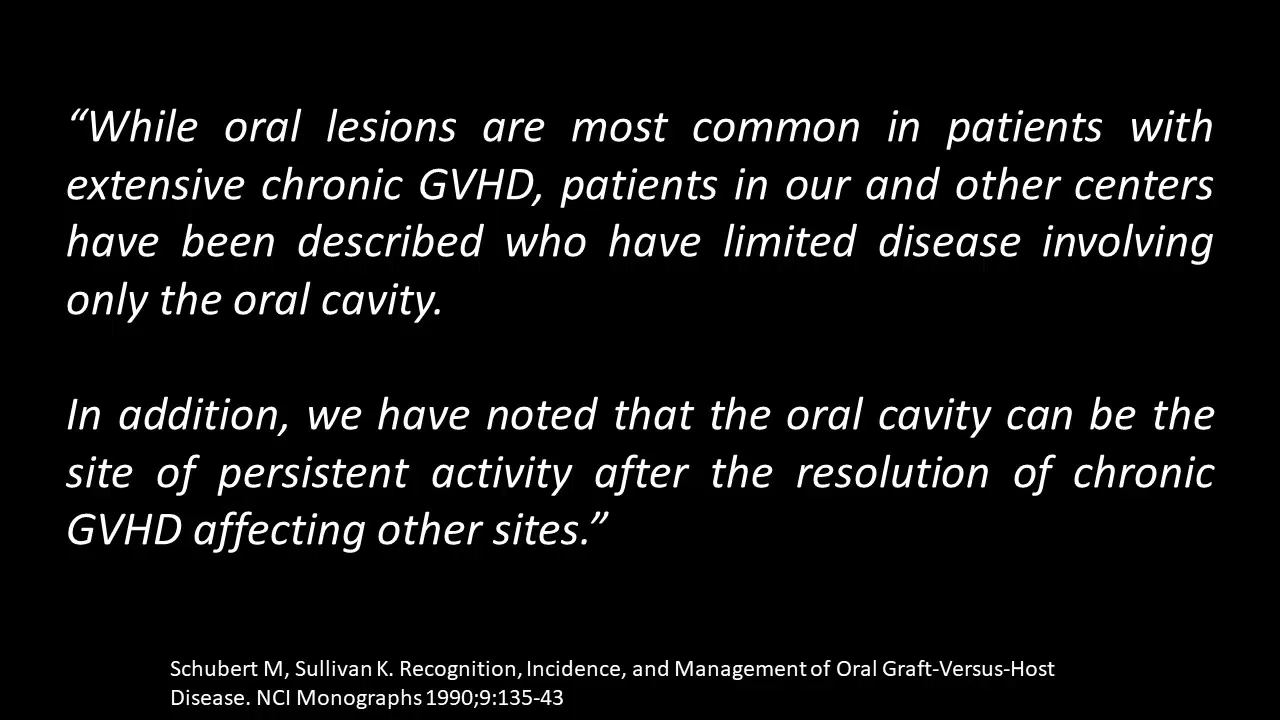 “While oral lesions are most common in patients with
extensive chronic GVHD, patients in our and other centers
have been described who have limited disease involving
only the oral cavity.
In addition, we have noted that the oral cavity can be the
site of persistent activity after the resolution of chronic
GVHD affecting other sites.”
Schubert M, Sullivan K. Recognition, Incidence, and Management of Oral Graft-Versus-Host
Disease. NCI Monographs 1990;9:135-43